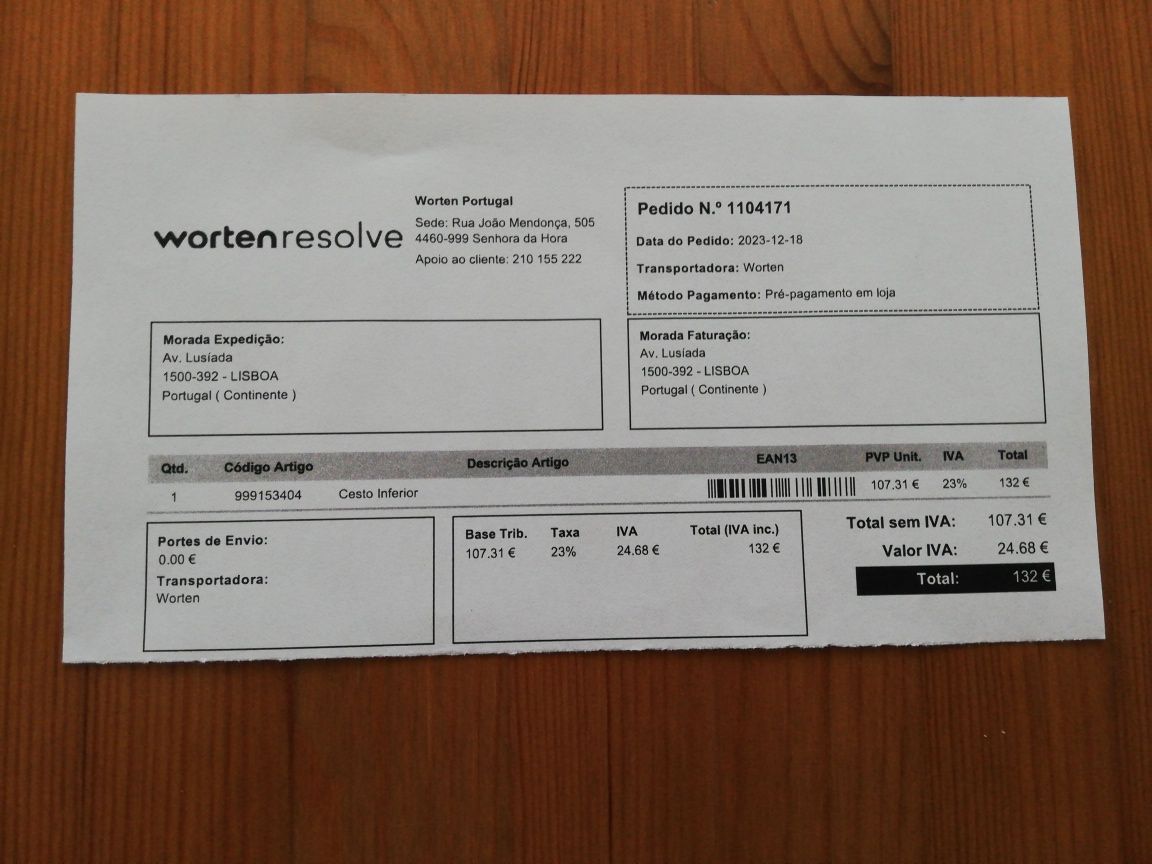 wortenresolve
Worten Portugal
Sede: Rua João Mendonça, 505
4460-999 Senhora da Hora
Apoio ao cliente: 210 155 222
Pedido N.º 1104171
Data do Pedido: 2023-12-18
Transportadora: Worten
Método Pagamento: Pré-pagamento em loja
Morada Expedição:
Av. Lusíada
1500-392 - LISBOA
Portugal ( Continente )
Morada Faturação:
Av. Lusíada
1500-392 - LISBOA
Portugal ( Continente )
Qtd. Código Artigo Descrição Artigo EAN13 PVP Unit. IVA Total
1 999153404 Cesto Inferior 107.31 € 23% 132 €
Portes de Envio:
0.00 €
Transportadora:
Worten
Base Trib. Taxa IVA Total (IVA inc.)
107.31 € 23% 24.68 € 132 €
Total sem IVA: 107.31 €
Valor IVA: 24.68 €
Total: 132 €